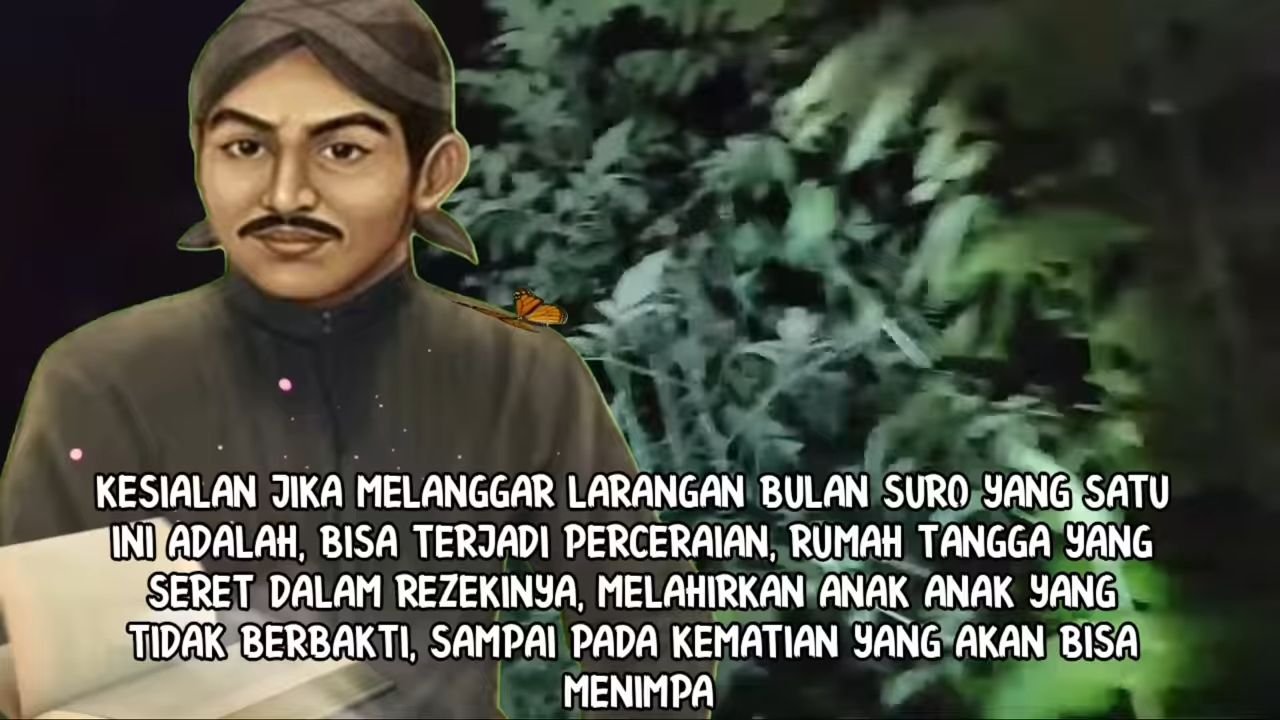 KESIALAN JIKA MELANGGAR LARANGAN BULAN SURO YANG SATU
INI ADALAH, BISA TERJADI PERCERAIAN, RUMAH TANGGA YANG
SERET DALAM REZEKINYA, MELAHIRKAN ANAK ANAK YANG
TIDAK BERBAKTI, SAMPAI PADA KEMATIAN YANG AKAN BISA
MENIMPA